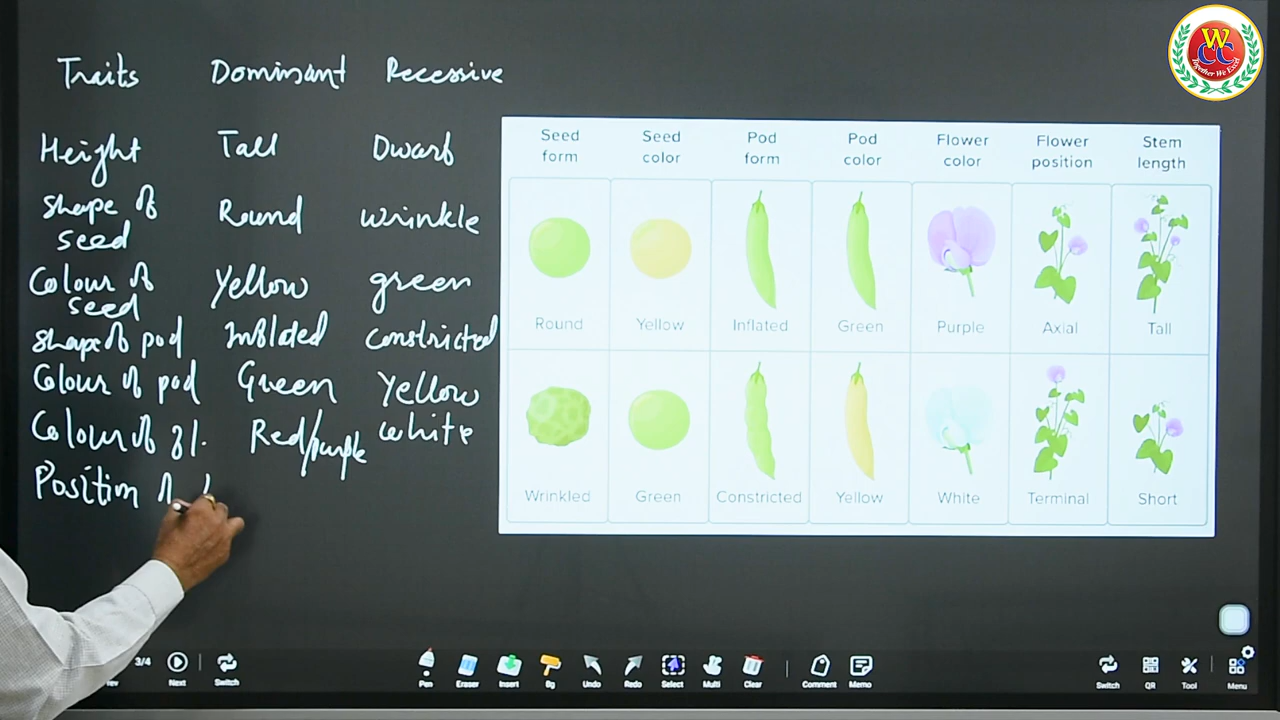 WCC
Together We Excel
Traits Dominant Recessive
Height Tall Dwarf
Shape of seed Round wrinkle
Colour of seed Yellow green
Shape of pod Inflated constricted
Colour of pod Green Yellow
Colour of fl. Red/purple white
Position of
Seed form Seed color Pod form Pod color Flower color Flower position Stem length
Round Yellow Inflated Green Purple Axial Tall
Wrinkled Green Constricted Yellow White Terminal Short
3/4 Next Switch Pen Eraser Insert Bg Undo Redo Select Multi Clear Comment Memo Switch QR Tool Menu